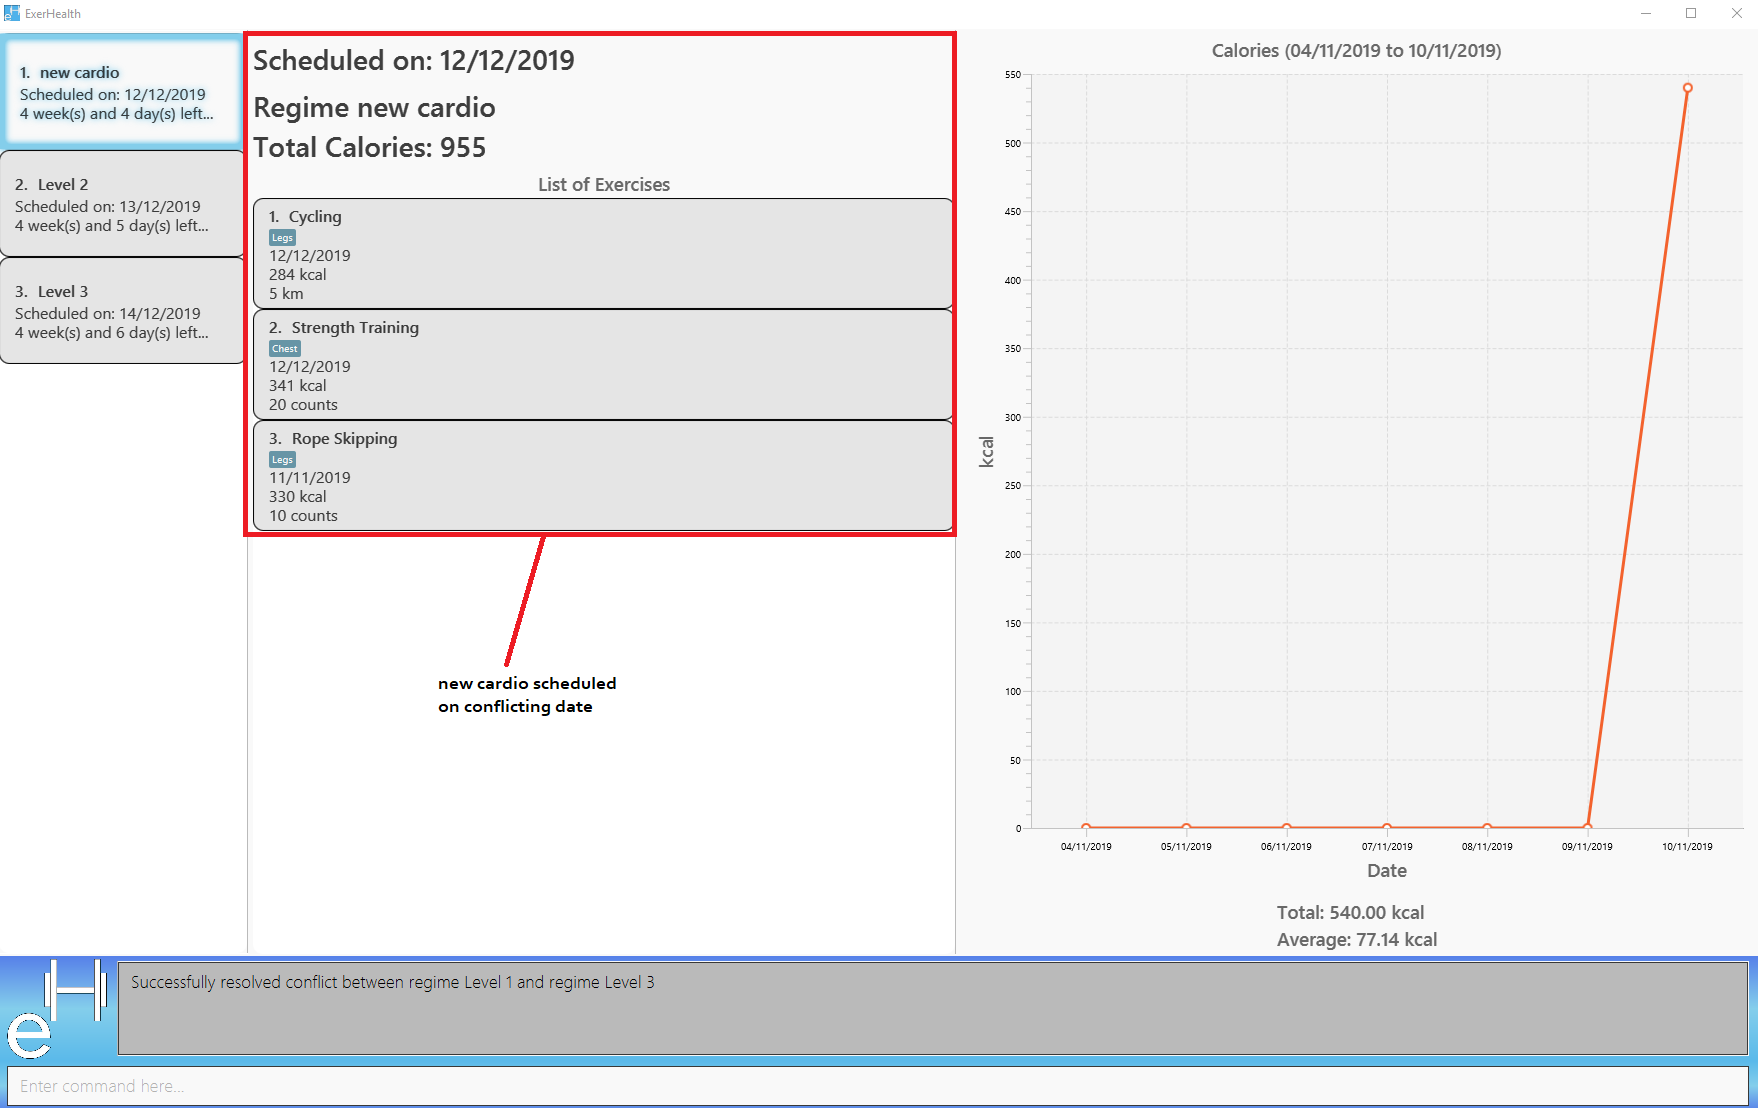 ExerHealth
1. new cardio
Scheduled on: 12/12/2019
4 week(s) and 4 day(s) left...
2. Level 2
Scheduled on: 13/12/2019
4 week(s) and 5 day(s) left...
3. Level 3
Scheduled on: 14/12/2019
4 week(s) and 6 day(s) left...
Scheduled on: 12/12/2019
Regime new cardio
Total Calories: 955
List of Exercises
1. Cycling
Legs
12/12/2019
284 kcal
5 km
2. Strength Training
Chest
12/12/2019
341 kcal
20 counts
3. Rope Skipping
Legs
11/11/2019
330 kcal
10 counts
new cardio scheduled
on conflicting date
Calories (04/11/2019 to 10/11/2019)
550
500
450
400
350
300
250
200
150
100
50
0
kcal
04/11/2019
05/11/2019
06/11/2019
07/11/2019
08/11/2019
09/11/2019
10/11/2019
Date
Total: 540.00 kcal
Average: 77.14 kcal
eH
Successfully resolved conflict between regime Level 1 and regime Level 3
Enter command here...